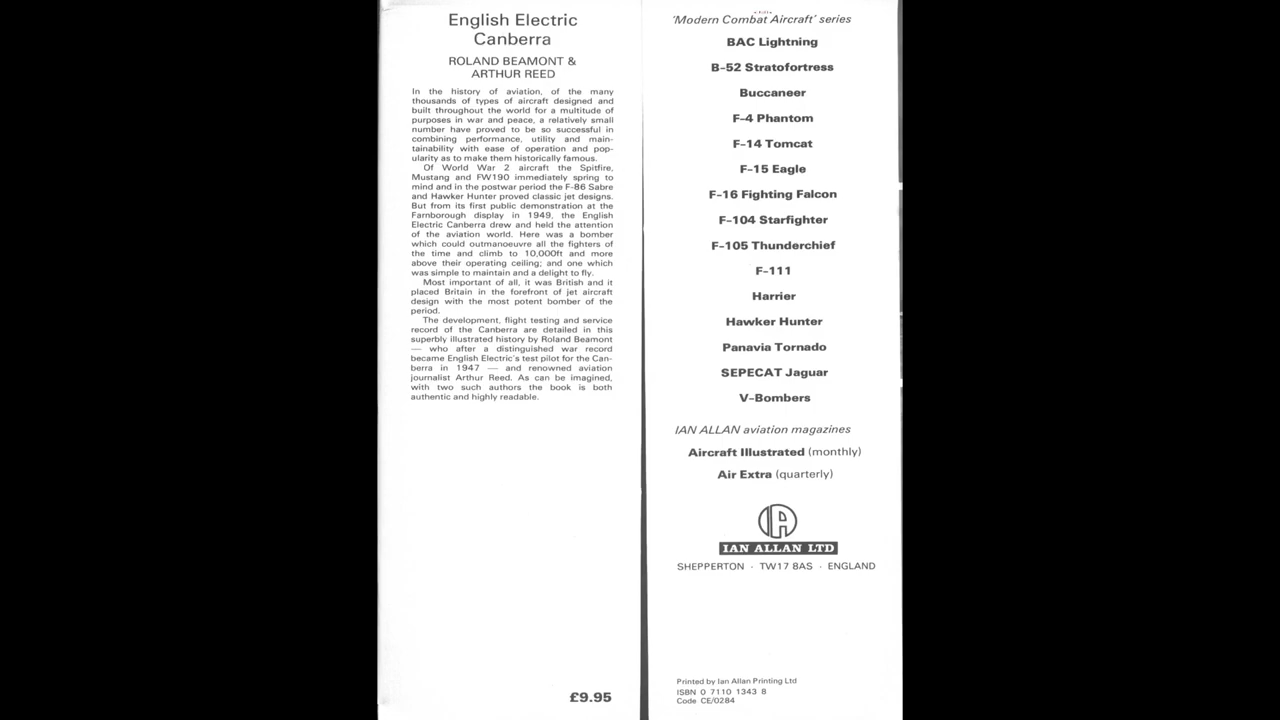 English Electric
Canberra
ROLAND BEAMONT &
ARTHUR REED
In the history of aviation, of the many
thousands of types of aircraft designed and
built throughout the world for a multitude of
purposes in war and peace, a relatively small
number have proved to be so successful in
combining performance, utility and main-
tainability with ease of operation and pop-
ularity as to make them historically famous.
Of World War 2 aircraft the Spitfire,
Mustang and FW190 immediately spring to
mind and in the postwar period the F-86 Sabre
and Hawker Hunter proved classic jet designs.
But from its first public demonstration at the
Farnborough display in 1949, the English
Electric Canberra drew and held the attention
of the aviation world. Here was a bomber
which could outmanoeuvre all the fighters of
the time and climb to 10,000ft and more
above their operating ceiling; and one which
was simple to maintain and a delight to fly.
Most important of all, it was British and it
placed Britain in the forefront of jet aircraft
design with the most potent bomber of the
period.
The development, flight testing and service
record of the Canberra are detailed in this
superbly illustrated history by Roland Beamont
— who after a distinguished war record
became English Electric's test pilot for the Can-
berra in 1947 — and renowned aviation
journalist Arthur Reed. As can be imagined,
with two such authors the book is both
authentic and highly readable.
£9.95
'Modern Combat Aircraft' series
BAC Lightning
B-52 Stratofortress
Buccaneer
F-4 Phantom
F-14 Tomcat
F-15 Eagle
F-16 Fighting Falcon
F-104 Starfighter
F-105 Thunderchief
F-111
Harrier
Hawker Hunter
Panavia Tornado
SEPECAT Jaguar
V-Bombers
IAN ALLAN aviation magazines
Aircraft Illustrated (monthly)
Air Extra (quarterly)
IA
IAN ALLAN LTD
SHEPPERTON · TW17 8AS · ENGLAND
Printed by Ian Allan Printing Ltd
ISBN 0 7110 1343 8
Code CE/0284